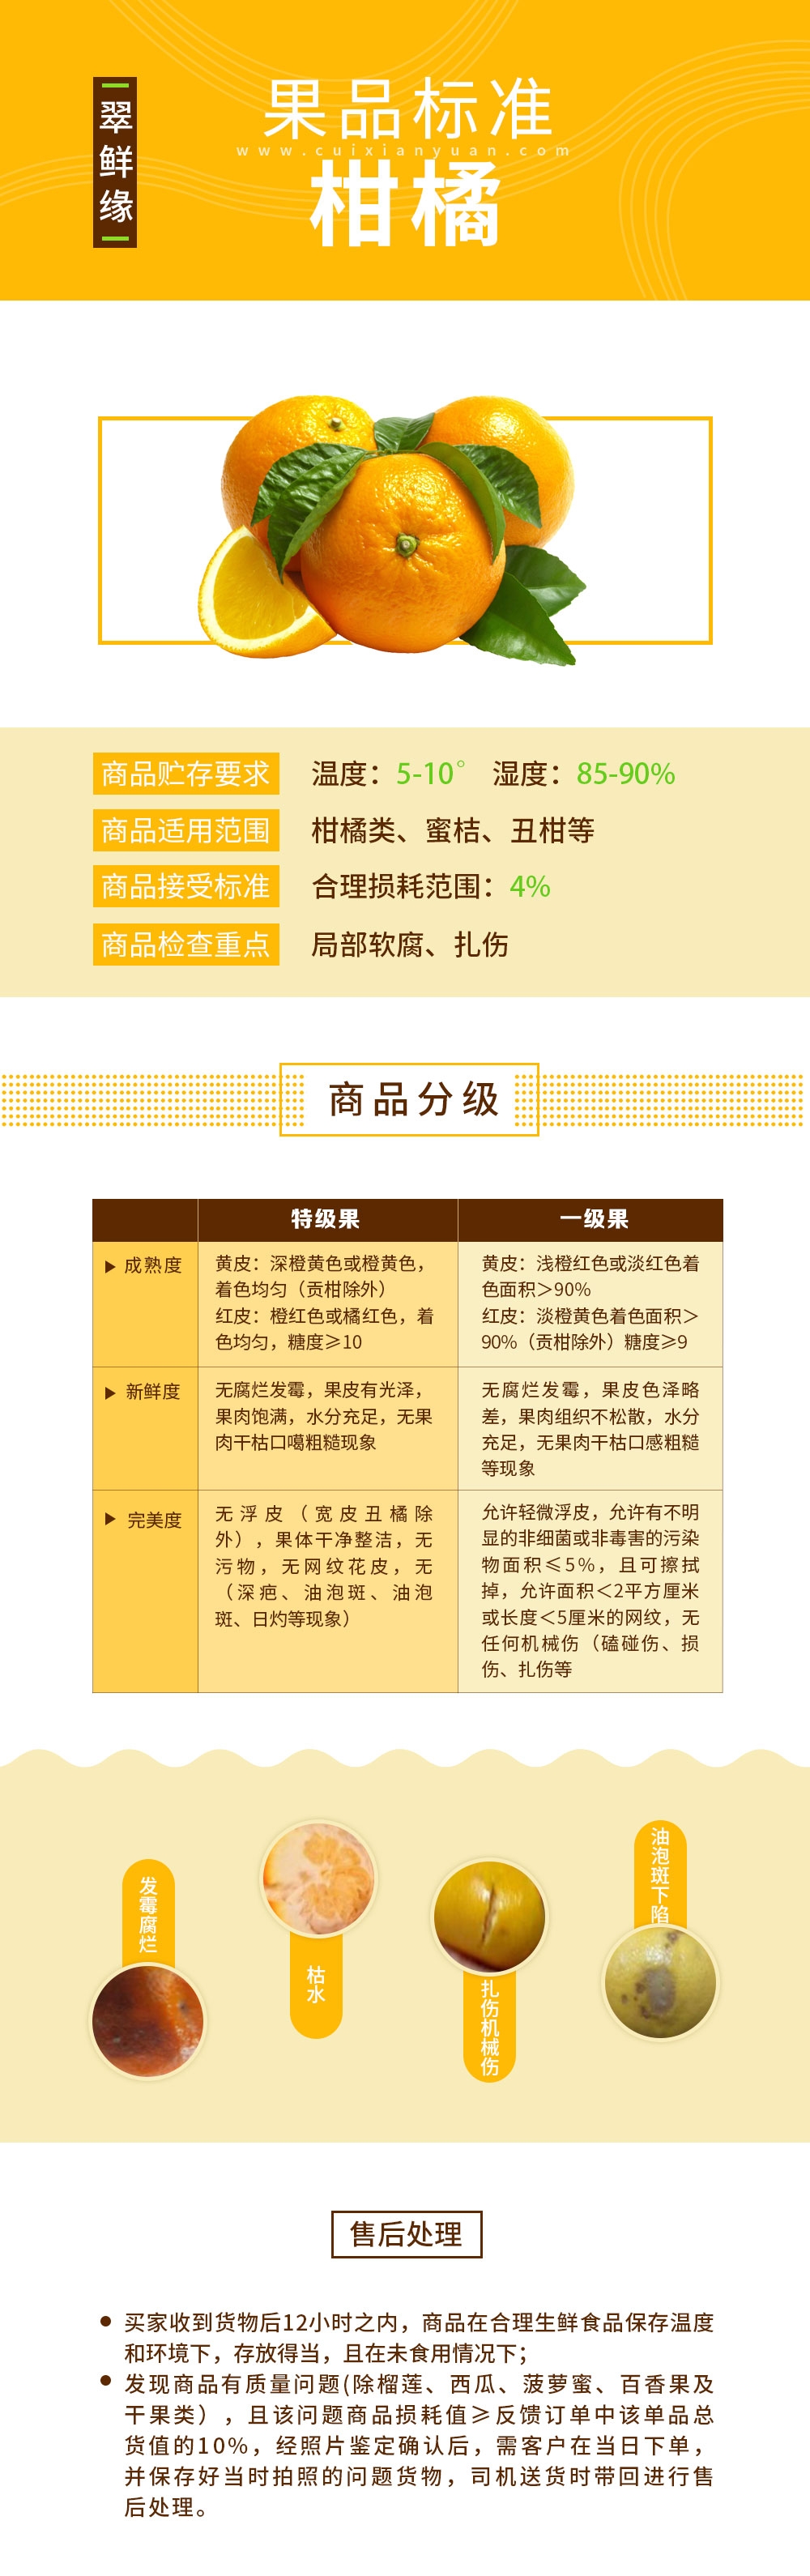 翠鲜缘
果品标准
www.cuixianyuan.com
柑橘
商品贮存要求 温度：5-10° 湿度：85-90%
商品适用范围 柑橘类、蜜桔、丑柑等
商品接受标准 合理损耗范围：4%
商品检查重点 局部软腐、扎伤
商品分级
特级果 一级果
成熟度
黄皮：深橙黄色或橙黄色，
着色均匀（贡柑除外）
红皮：橙红色或橘红色，着
色均匀，糖度≥10
黄皮：浅橙红色或淡红色着
色面积＞90%
红皮：淡橙黄色着色面积＞
90%（贡柑除外）糖度≥9
新鲜度
无腐烂发霉，果皮有光泽，
果肉饱满，水分充足，无果
肉干枯口噶粗糙现象
无腐烂发霉，果皮色泽略
差，果肉组织不松散，水分
充足，无果肉干枯口感粗糙
等现象
完美度
无浮皮（宽皮丑橘除
外），果体干净整洁，无
污物，无网纹花皮，无
（深疤、油泡斑、油泡
斑、日灼等现象）
允许轻微浮皮，允许有不明
显的非细菌或非毒害的污染
物面积≤5%，且可擦拭
掉，允许面积＜2平方厘米
或长度＜5厘米的网纹，无
任何机械伤（磕碰伤、损
伤、扎伤等
发霉腐烂
枯水
扎伤机械伤
油泡斑下陷
售后处理
买家收到货物后12小时之内，商品在合理生鲜食品保存温度
和环境下，存放得当，且在未食用情况下；
发现商品有质量问题(除榴莲、西瓜、菠萝蜜、百香果及
干果类），且该问题商品损耗值≥反馈订单中该单品总
货值的10%，经照片鉴定确认后，需客户在当日下单，
并保存好当时拍照的问题货物，司机送货时带回进行售
后处理。